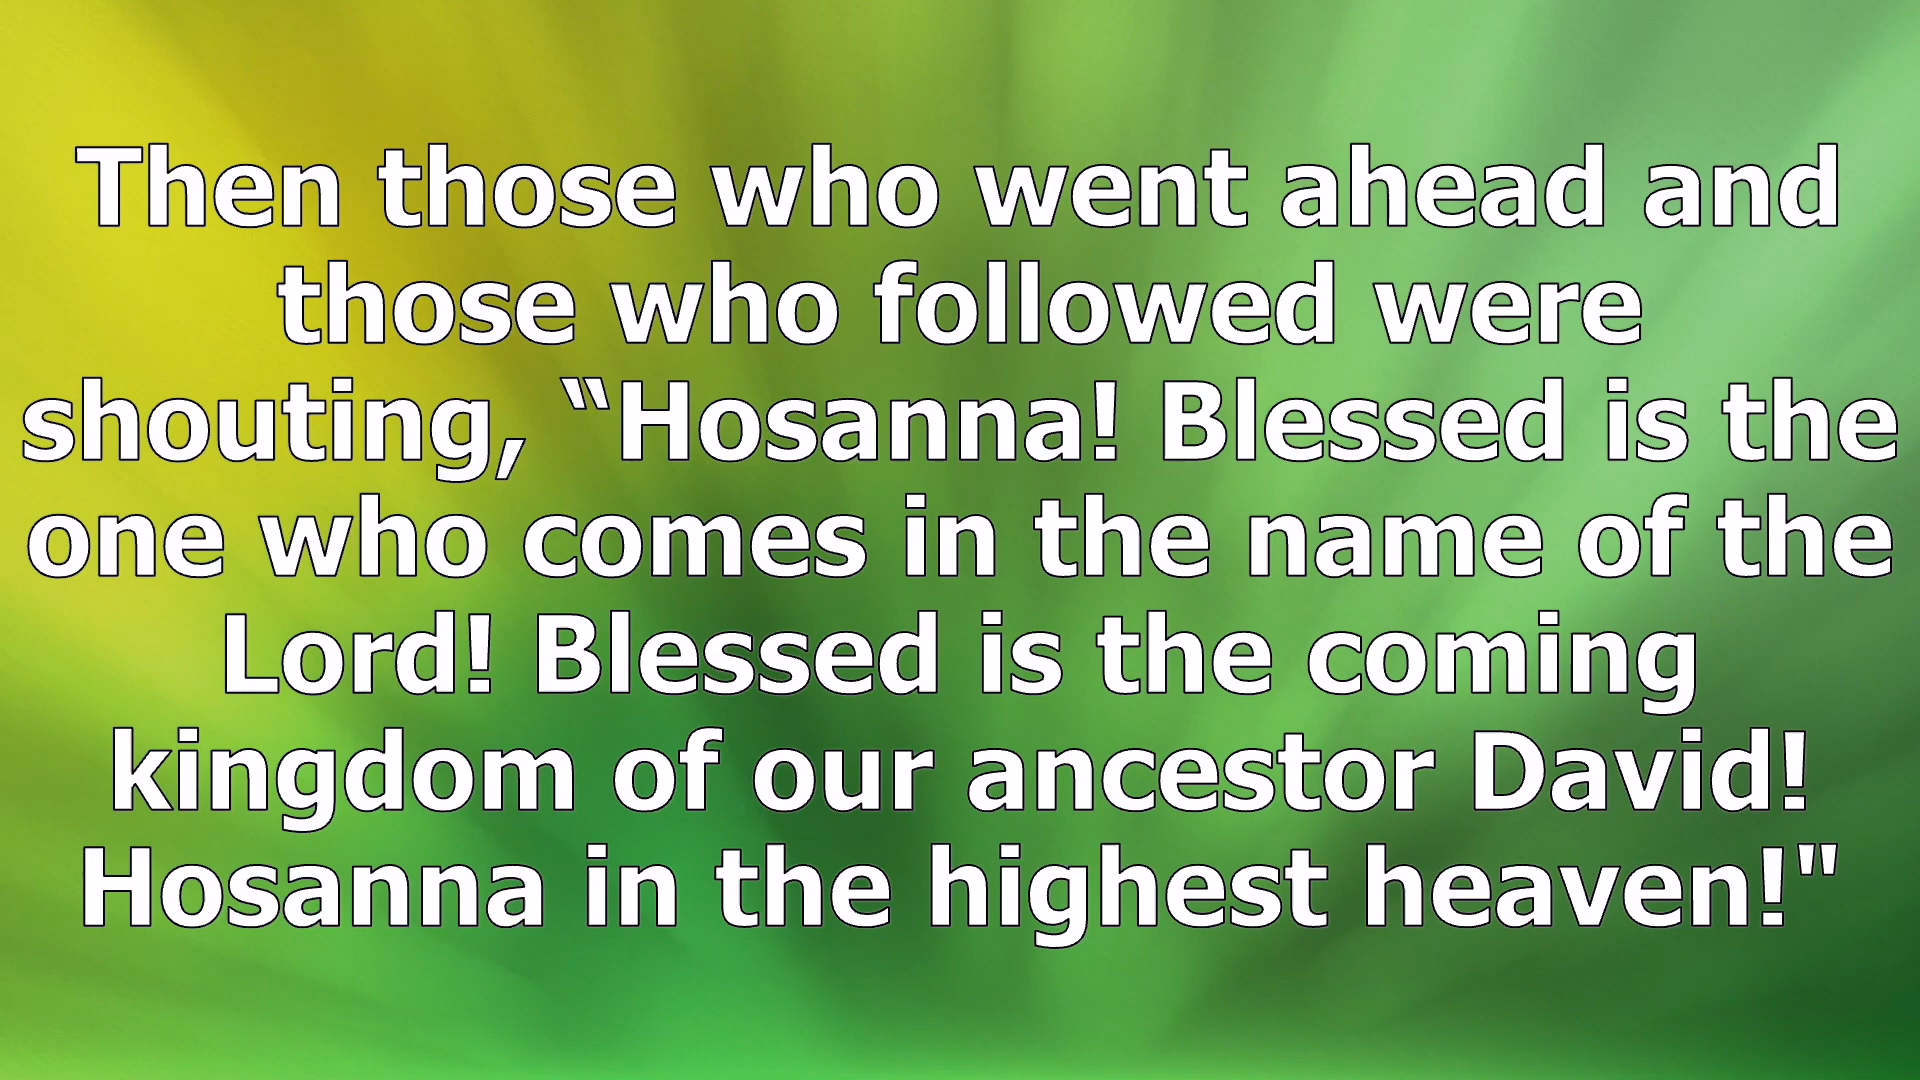 Then those who went ahead and
those who followed were
shouting, “Hosanna! Blessed is the
one who comes in the name of the
Lord! Blessed is the coming
kingdom of our ancestor David!
Hosanna in the highest heaven!"